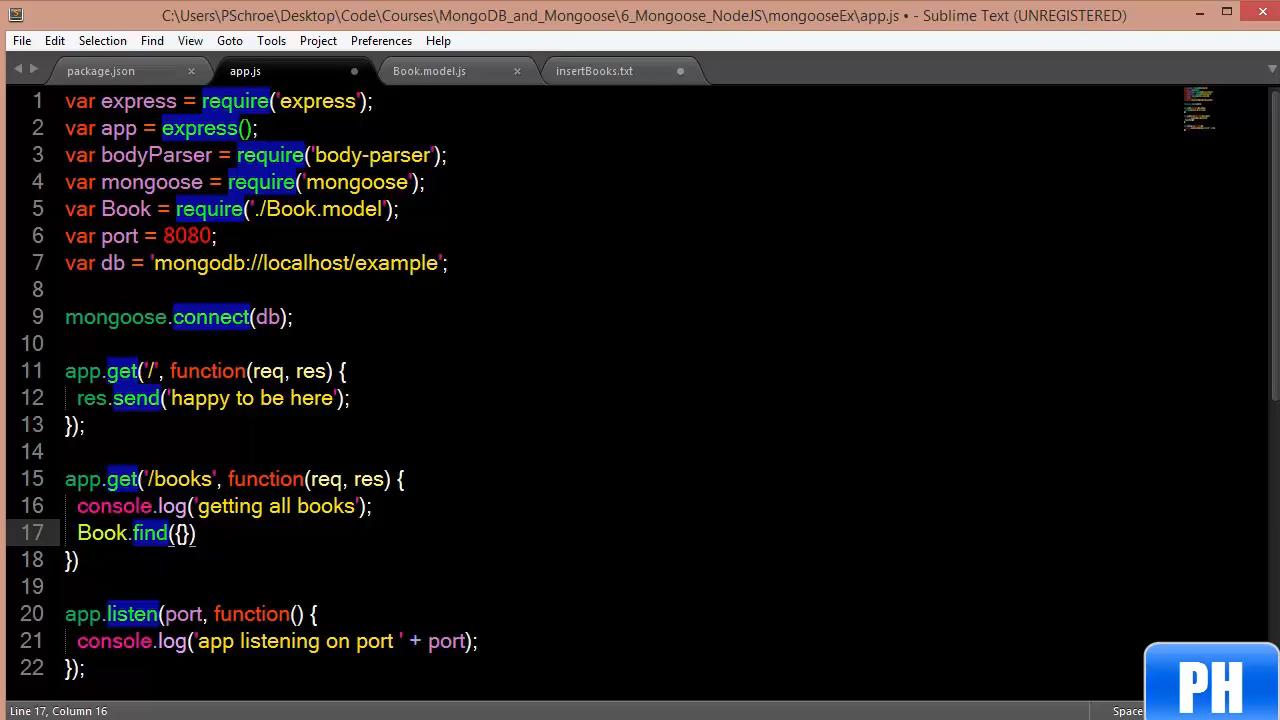 C:\Users\PSchroe\Desktop\Code\Courses\MongoDB_and_Mongoose\6_Mongoose_NodeJS\mongooseEx\app.js • - Sublime Text (UNREGISTERED)
File Edit Selection Find View Goto Tools Project Preferences Help
package.json app.js Book.model.js insertBooks.txt
1 var express = require('express');
2 var app = express();
3 var bodyParser = require('body-parser');
4 var mongoose = require('mongoose');
5 var Book = require('./Book.model');
6 var port = 8080;
7 var db = 'mongodb://localhost/example';
8
9 mongoose.connect(db);
10
11 app.get('/', function(req, res) {
12 res.send('happy to be here');
13 });
14
15 app.get('/books', function(req, res) {
16 console.log('getting all books');
17 Book.find({})
18 })
19
20 app.listen(port, function() {
21 console.log('app listening on port ' + port);
22 });
PH
Line 17, Column 16 Space